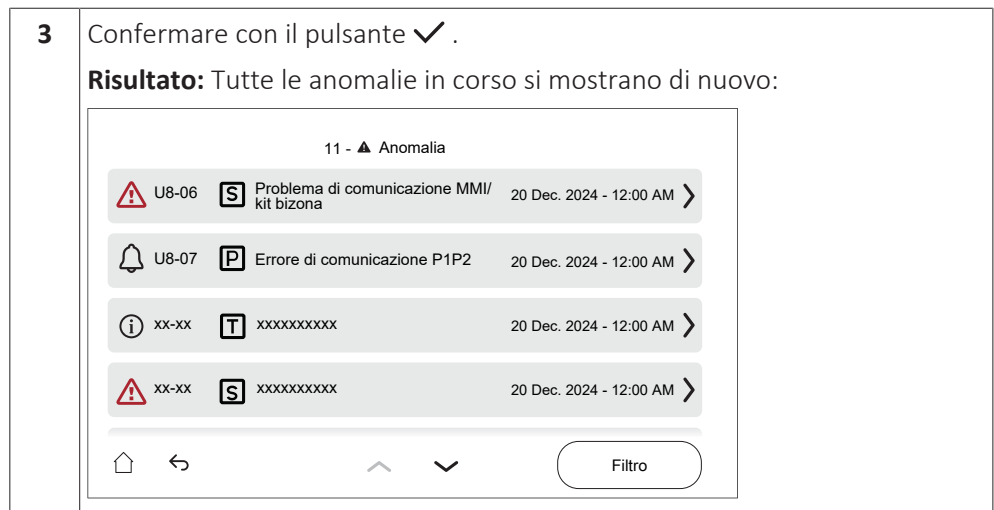 3
Confermare con il pulsante ✓ .
Risultato: Tutte le anomalie in corso si mostrano di nuovo:
11 - ⚠ Anomalia
U8-06 S Problema di comunicazione MMI/
kit bizona
20 Dec. 2024 - 12:00 AM
U8-07 P Errore di comunicazione P1P2 20 Dec. 2024 - 12:00 AM
xx-xx T xxxxxxxxxx 20 Dec. 2024 - 12:00 AM
xx-xx S xxxxxxxxxx 20 Dec. 2024 - 12:00 AM
Filtro